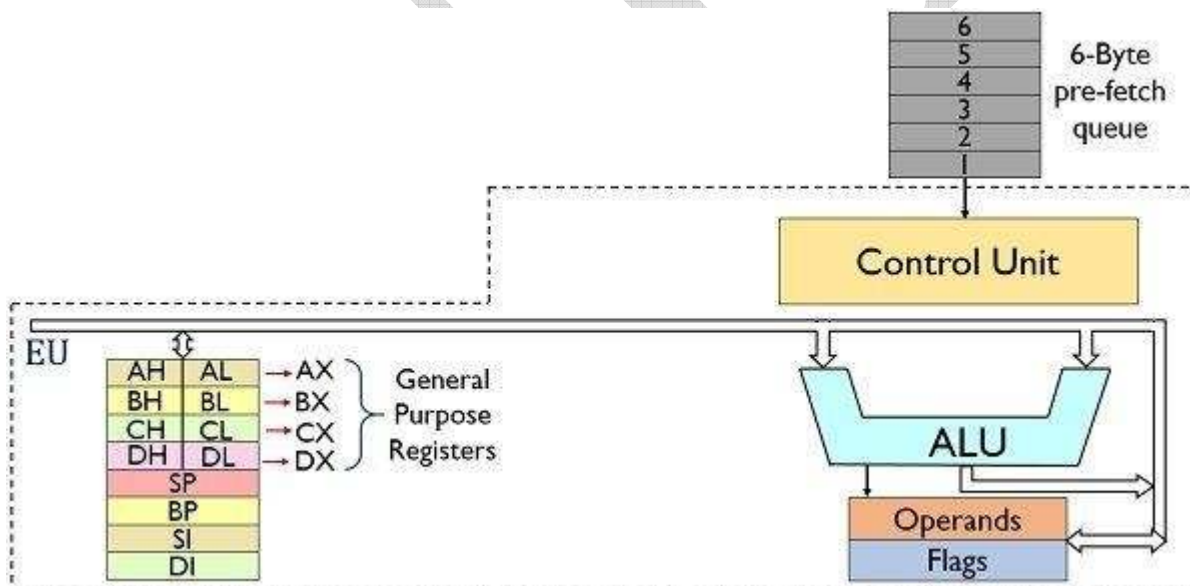 6
5
4
3
2
1
6-Byte
pre-fetch
queue
Control Unit
EU
AH AL AX
BH BL BX
CH CL CX
DH DL DX
General
Purpose
Registers
SP
BP
SI
DI
ALU
Operands
Flags